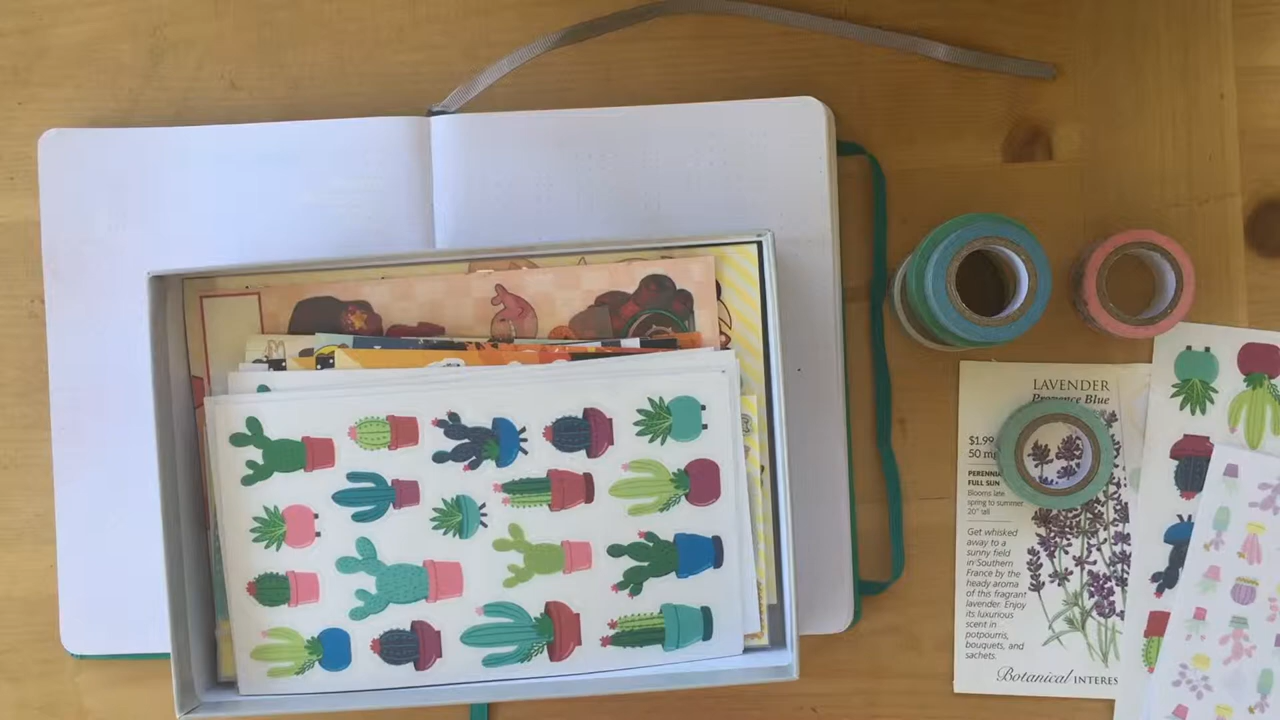 LAVENDER
Provence Blue
$1.99
50 mg
PERENNIAL
FULL SUN
Blooms late
spring to summer.
20" tall
Get whisked
away to a
sunny field
in Southern
France by the
heady aroma
of this fragrant
lavender. Enjoy
its luxurious
scent in
potpourris,
bouquets, and
sachets.
Botanical INTERES